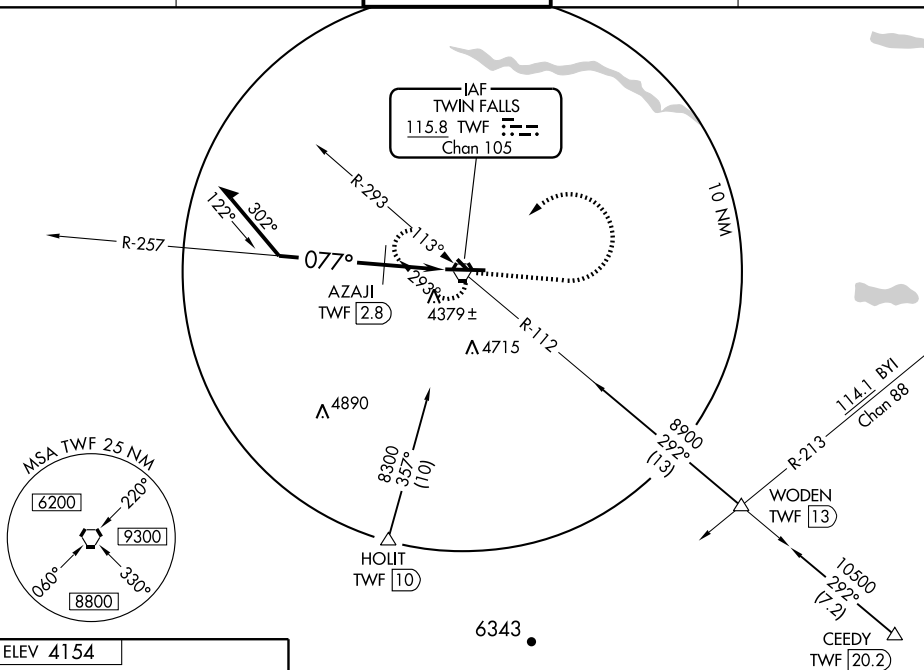 IAF
TWIN FALLS
115.8 TWF
Chan 105
10 NM
R-293
302°
122°
R-257
077°
113°
293°
AZAJI
TWF 2.8
4379±
4715
R-112
4890
114.1 BYI
Chan 88
R-213
8900
292°
(13)
8300
357°
(10)
WODEN
TWF 13
MSA TWF 25 NM
6200
220°
9300
060°
330°
8800
HOLIT
TWF 10
10500
292°
(7.2)
6343
CEEDY
TWF 20.2
ELEV 4154